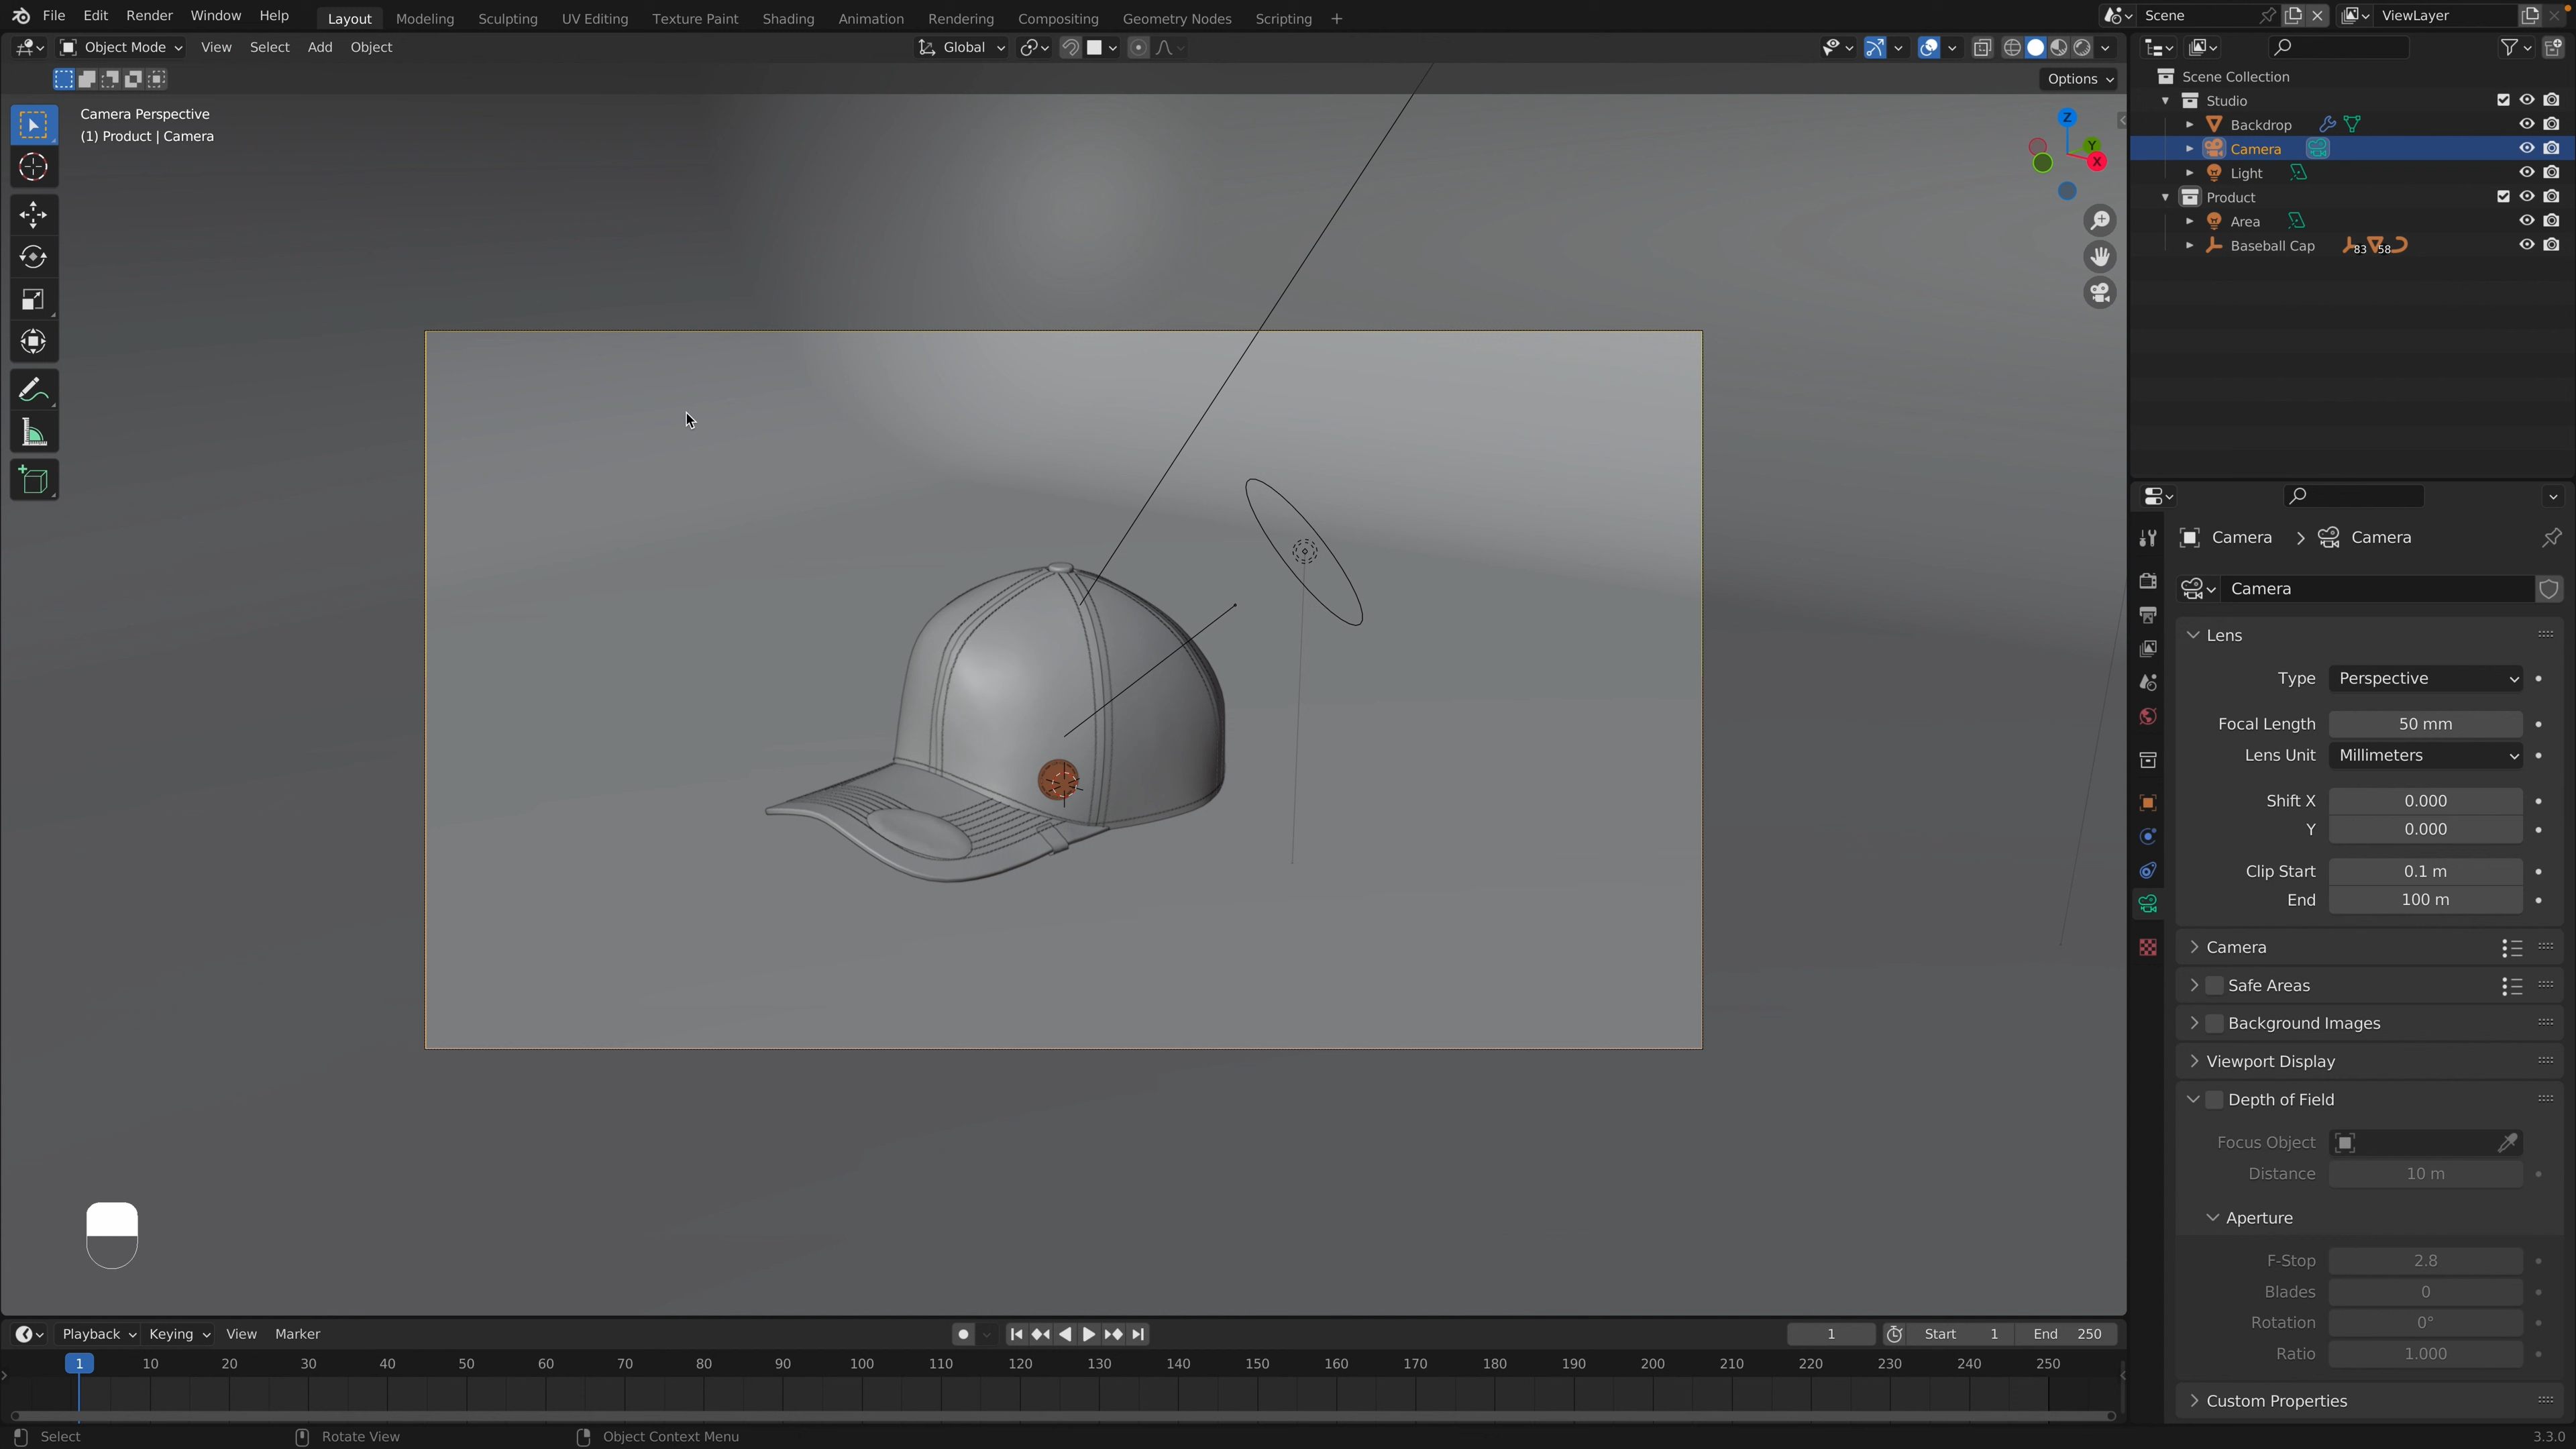 File Edit Render Window Help Layout Modeling Sculpting UV Editing Texture Paint Shading Animation Rendering Compositing Geometry Nodes Scripting + Scene ViewLayer
Object Mode View Select Add Object Global
Options
Camera Perspective
(1) Product | Camera
Z
Y
X
Scene Collection
Studio
Backdrop
Camera
Light
Product
Area
Baseball Cap 83 58
Camera > Camera
Camera
Lens
Type Perspective
Focal Length 50 mm
Lens Unit Millimeters
Shift X 0.000
Y 0.000
Clip Start 0.1 m
End 100 m
Camera
Safe Areas
Background Images
Viewport Display
Depth of Field
Focus Object
Distance 10 m
Aperture
F-Stop 2.8
Blades 0
Rotation 0°
Ratio 1.000
Custom Properties
Playback Keying View Marker 1 Start 1 End 250
1 10 20 30 40 50 60 70 80 90 100 110 120 130 140 150 160 170 180 190 200 210 220 230 240 250
Select Rotate View Object Context Menu 3.3.0